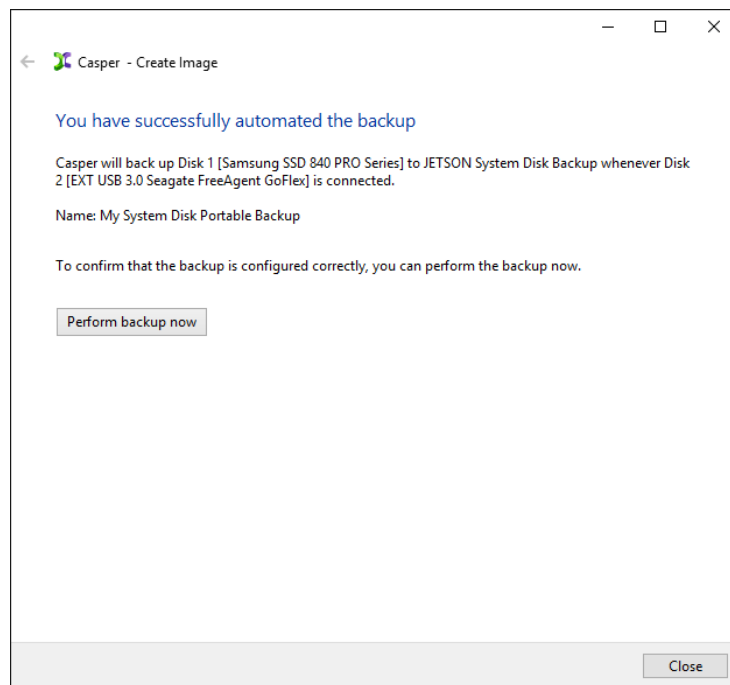 Casper - Create Image
You have successfully automated the backup
Casper will back up Disk 1 [Samsung SSD 840 PRO Series] to JETSON System Disk Backup whenever Disk
2 [EXT USB 3.0 Seagate FreeAgent GoFlex] is connected.
Name: My System Disk Portable Backup
To confirm that the backup is configured correctly, you can perform the backup now.
Perform backup now
Close